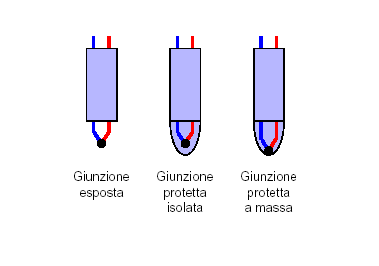 Giunzione
esposta
Giunzione
protetta
isolata
Giunzione
protetta
a massa